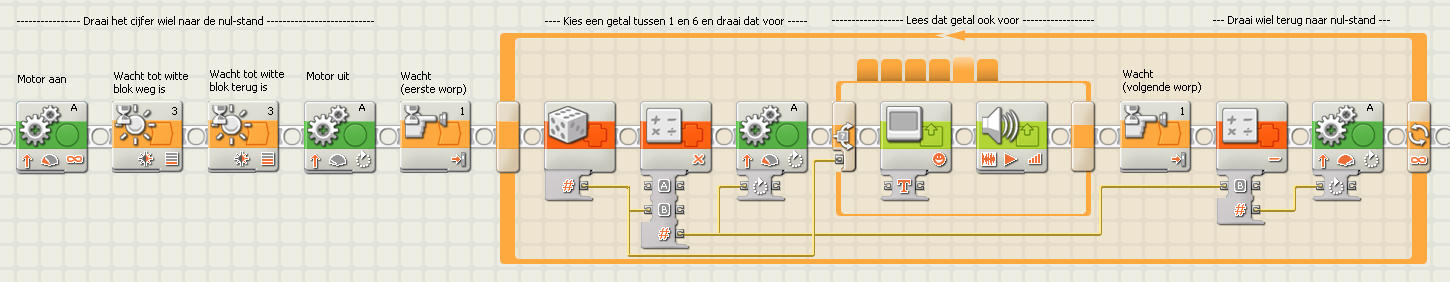 ---------------- Draai het cijfer wiel naar de nul-stand ---------------------------
---- Kies een getal tussen 1 en 6 en draai dat voor -----
------------------ Lees dat getal ook voor ------------------
--- Draai wiel terug naar nul-stand ---
Motor aan
Wacht tot witte
blok weg is
Wacht tot witte
blok terug is
Motor uit
Wacht
(eerste worp)
Wacht
(volgende worp)
A
3
3
A
1
A
1
A
#
A
B
#
T
B
#